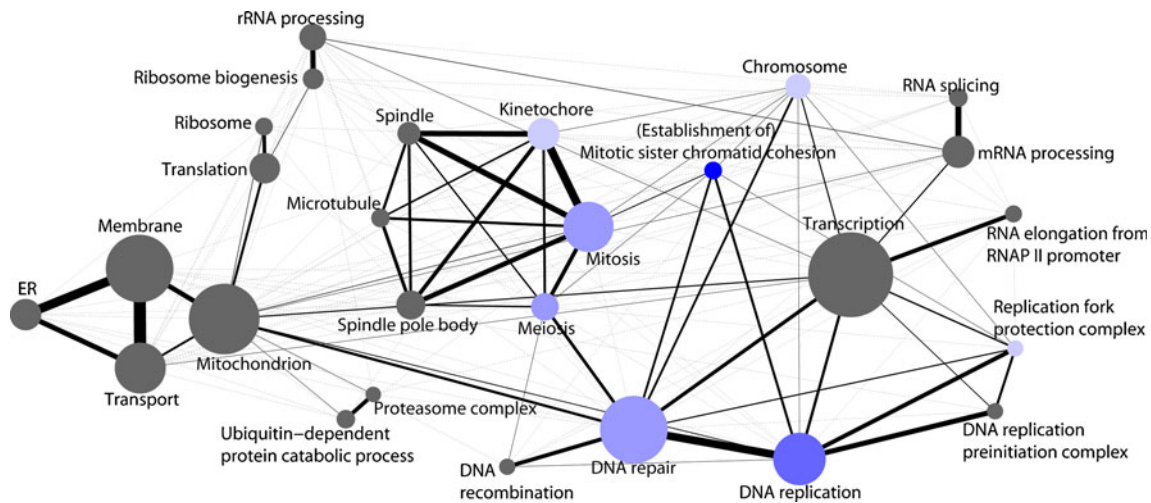 rRNA processing
Ribosome biogenesis
Ribosome
Translation
Membrane
ER
Transport
Mitochondrion
Spindle
Kinetochore
Microtubule
Mitosis
Spindle pole body
Meiosis
Proteasome complex
Ubiquitin−dependent
protein catabolic process
Chromosome
(Establishment of)
Mitotic sister chromatid cohesion
RNA splicing
mRNA processing
Transcription
RNA elongation from
RNAP II promoter
Replication fork
protection complex
DNA
recombination
DNA repair
DNA replication
DNA replication
preinitiation complex